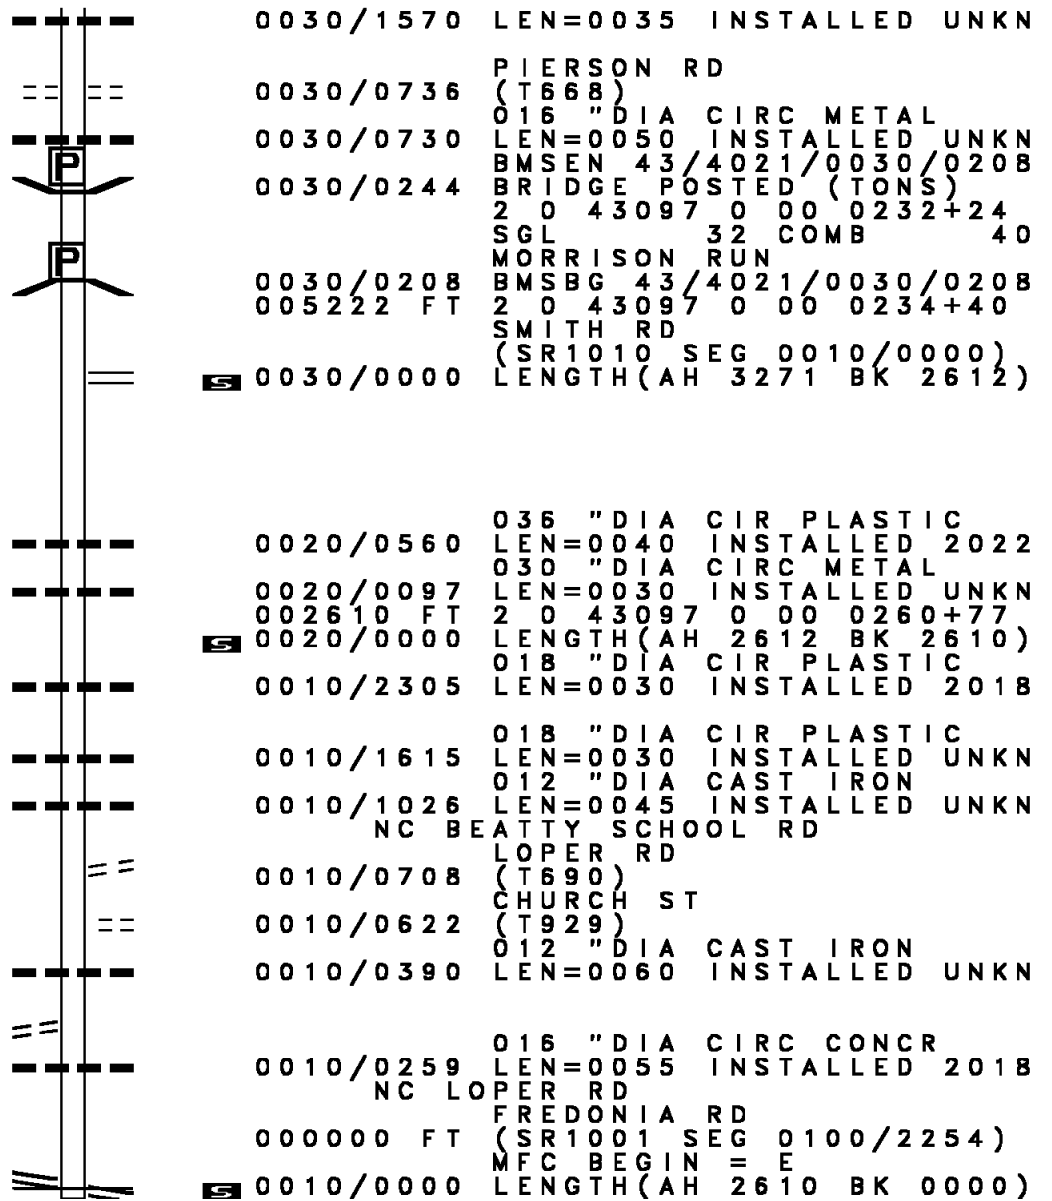 0030/1570 LEN=0035 INSTALLED UNKN
PIERSON RD
0030/0736 (T668)
016 "DIA CIRC METAL
0030/0730 LEN=0050 INSTALLED UNKN
P
BMSEN 43/4021/0030/0208
0030/0244 BRIDGE POSTED (TONS)
2 0 43097 0 00 0232+24
SGL 32 COMB 40
P
MORRISON RUN
0030/0208 BMSBG 43/4021/0030/0208
005222 FT 2 0 43097 0 00 0234+40
SMITH RD
(SR1010 SEG 0010/0000)
S 0030/0000 LENGTH(AH 3271 BK 2612)
036 "DIA CIR PLASTIC
0020/0560 LEN=0040 INSTALLED 2022
030 "DIA CIRC METAL
0020/0097 LEN=0030 INSTALLED UNKN
002610 FT 2 0 43097 0 00 0260+77
S 0020/0000 LENGTH(AH 2612 BK 2610)
018 "DIA CIR PLASTIC
0010/2305 LEN=0030 INSTALLED 2018
018 "DIA CIR PLASTIC
0010/1615 LEN=0030 INSTALLED UNKN
012 "DIA CAST IRON
0010/1026 LEN=0045 INSTALLED UNKN
NC BEATTY SCHOOL RD
LOPER RD
0010/0708 (T690)
CHURCH ST
0010/0622 (T929)
012 "DIA CAST IRON
0010/0390 LEN=0060 INSTALLED UNKN
016 "DIA CIRC CONCR
0010/0259 LEN=0055 INSTALLED 2018
NC LOPER RD
FREDONIA RD
000000 FT (SR1001 SEG 0100/2254)
MFC BEGIN = E
S 0010/0000 LENGTH(AH 2610 BK 0000)